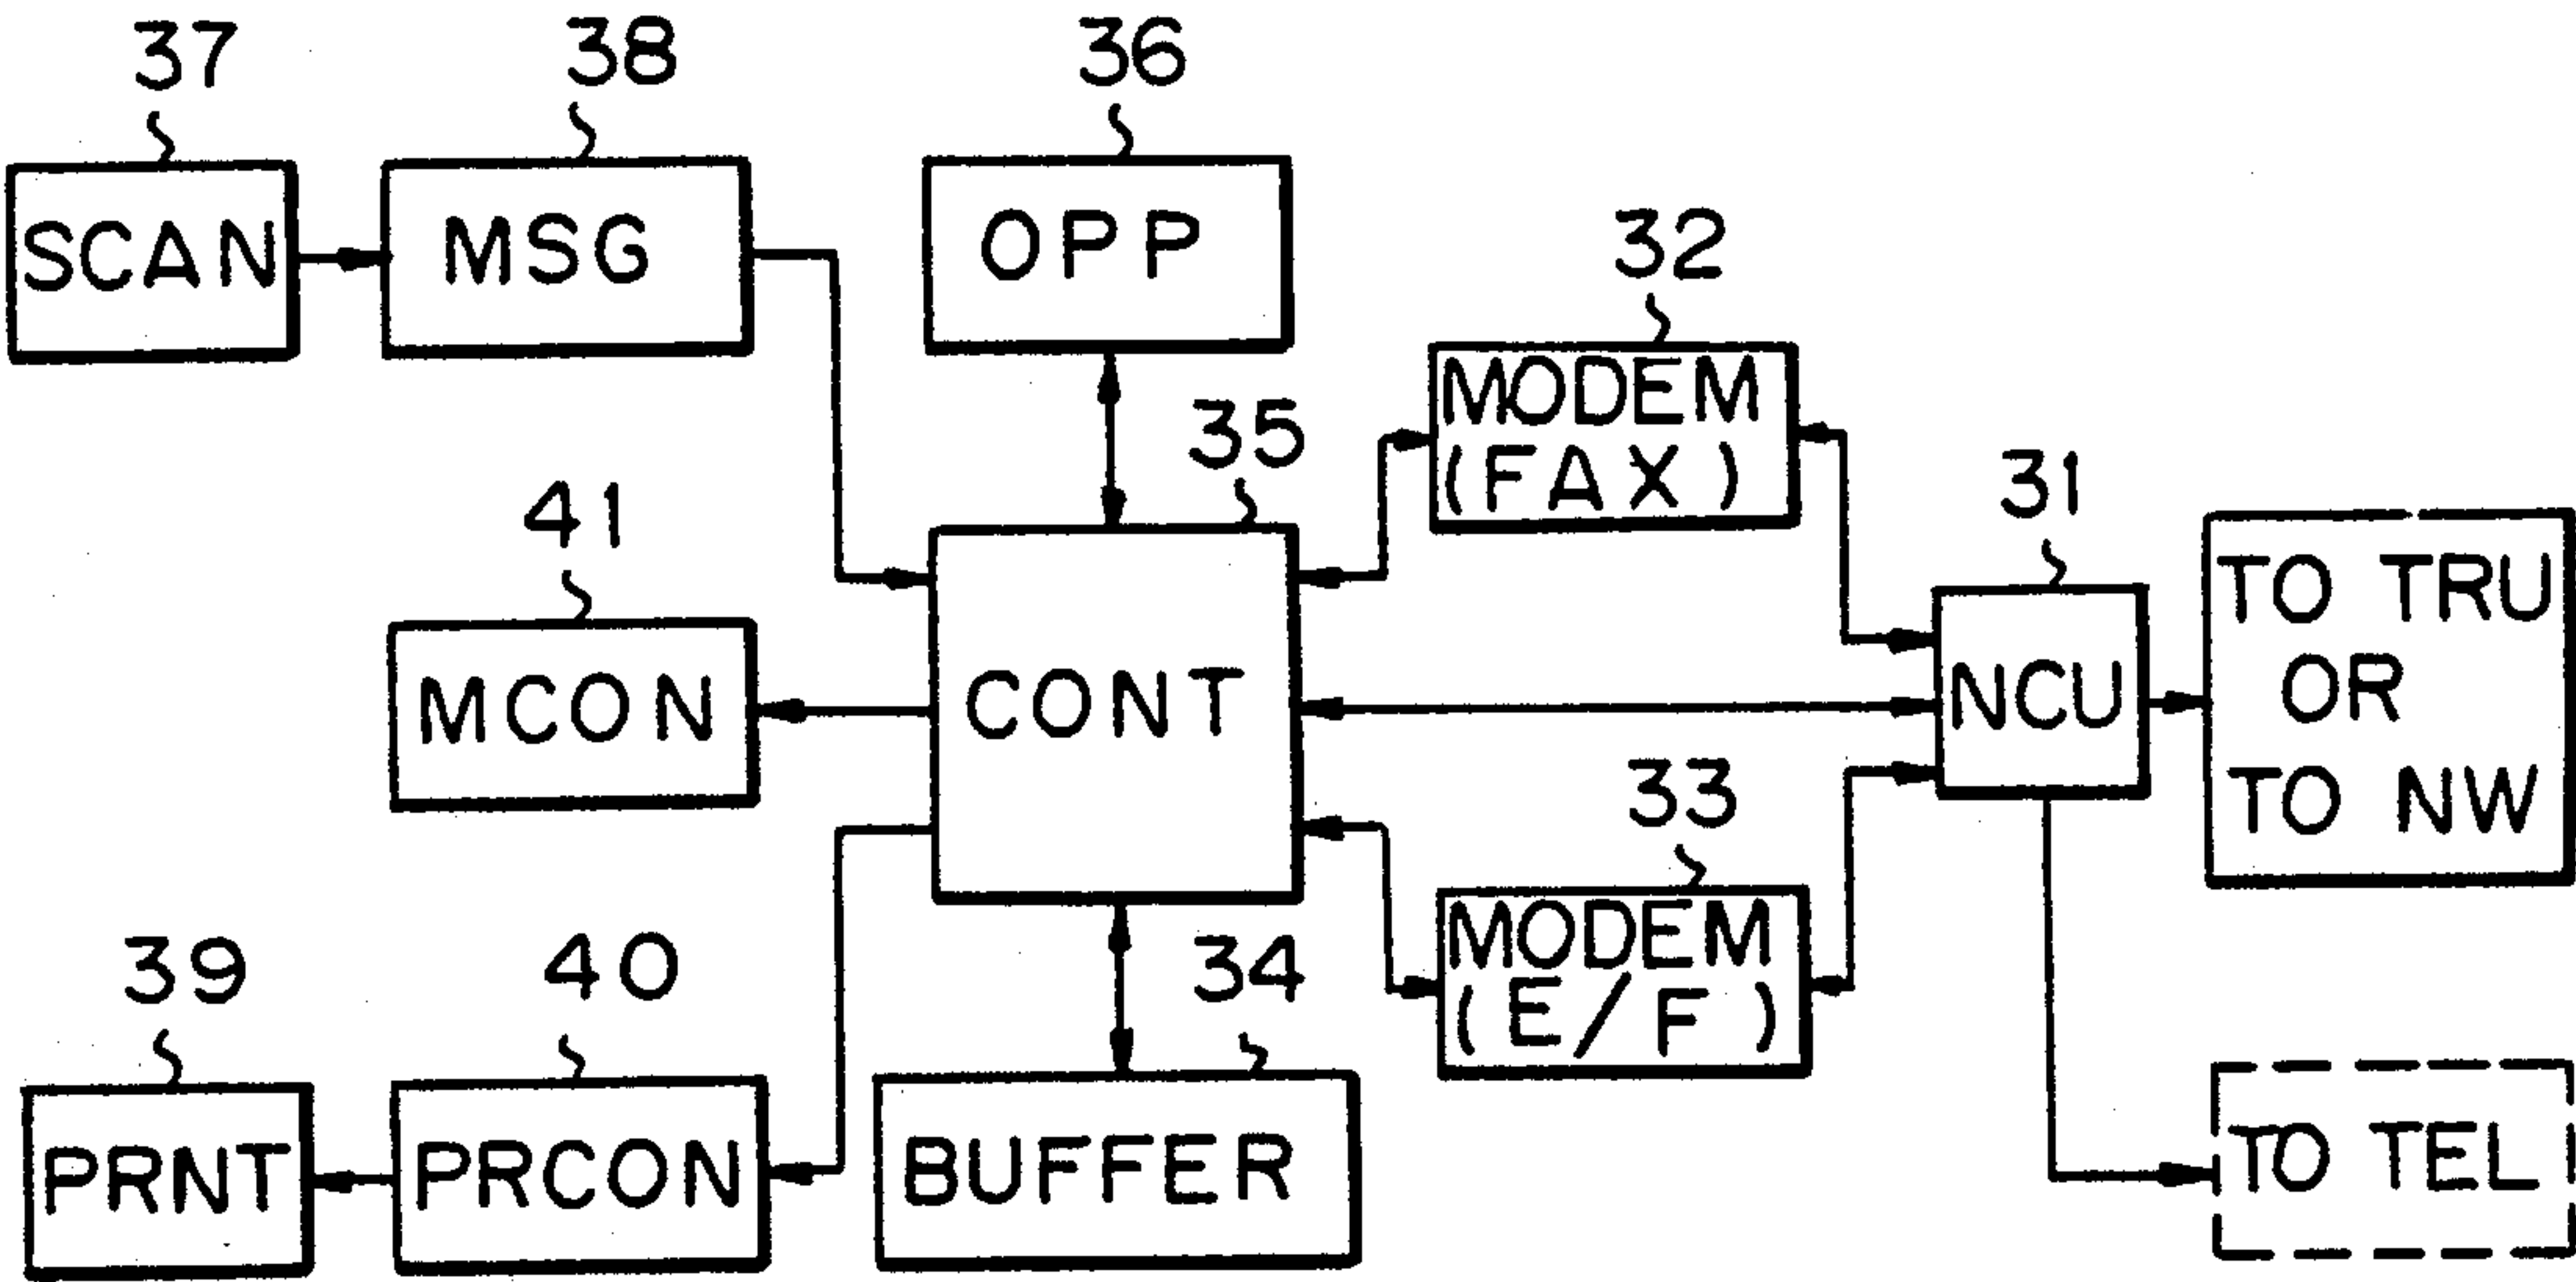 37
38
36
SCAN
MSG
OPP
32
MODEM
(FAX)
35
41
31
MCON
CONT
NCU
TO TRU
OR
TO NW
33
MODEM
(E/F)
39
40
34
PRNT
PRCON
BUFFER
TO TEL